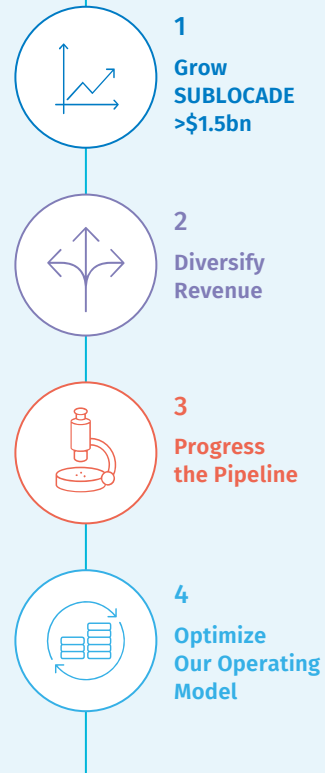 1
Grow
SUBLOCADE
>$1.5bn
2
Diversify
Revenue
3
Progress
the Pipeline
4
Optimize
Our Operating
Model